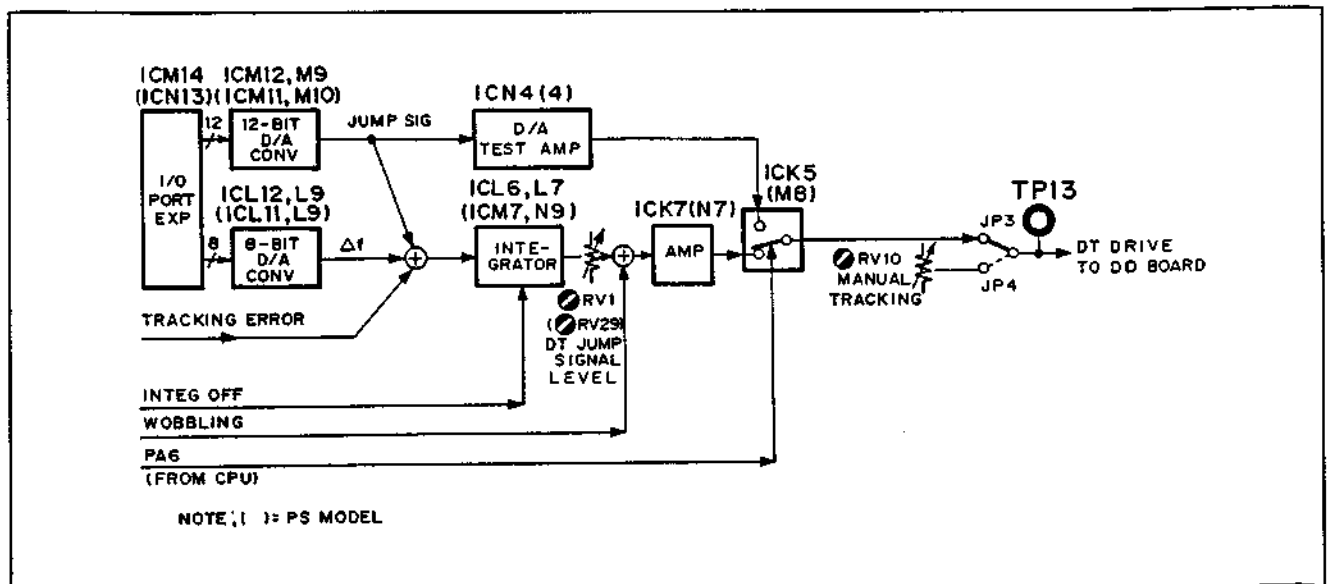 ICM14
(ICN13)
ICM12, M9
(ICM11, M10)
ICN4(4)
12
12-BIT
D/A
CONV
JUMP SIG
D/A
TEST AMP
I/O
PORT
EXP
ICL12, L9
(ICL11, L9)
ICL6, L7
(ICM7, N9)
ICK7(N7)
ICK5
(M8)
TP13
8
8-BIT
D/A
CONV
Δf
INTE-
GRATOR
AMP
JP3
DT DRIVE
TO DD BOARD
RV10
MANUAL
TRACKING
JP4
RV1
(RV29)
DT JUMP
SIGNAL
LEVEL
TRACKING ERROR
INTEG OFF
WOBBLING
PA6
(FROM CPU)
NOTE;( )= PS MODEL